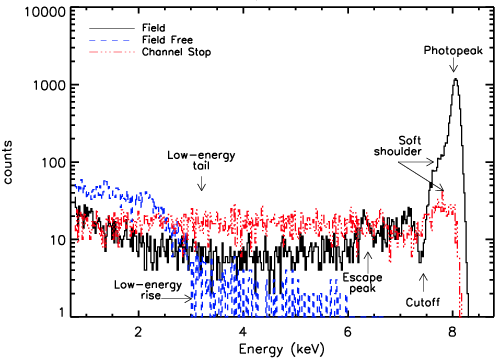 10000
1000
100
10
1
counts
Field
Field Free
Channel Stop
Photopeak
Soft
shoulder
Low-energy
tail
Low-energy
rise
Escape
peak
Cutoff
2
4
6
8
Energy (keV)